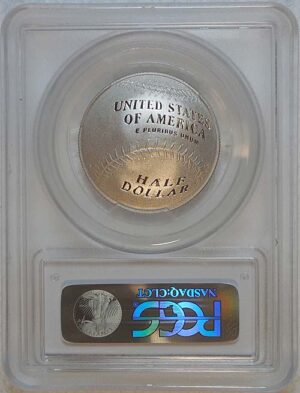 UNITED STATES
OF AMERICA
E PLURIBUS UNUM
HALF
DOLLAR
NASDAQ:CLCT
PCGS